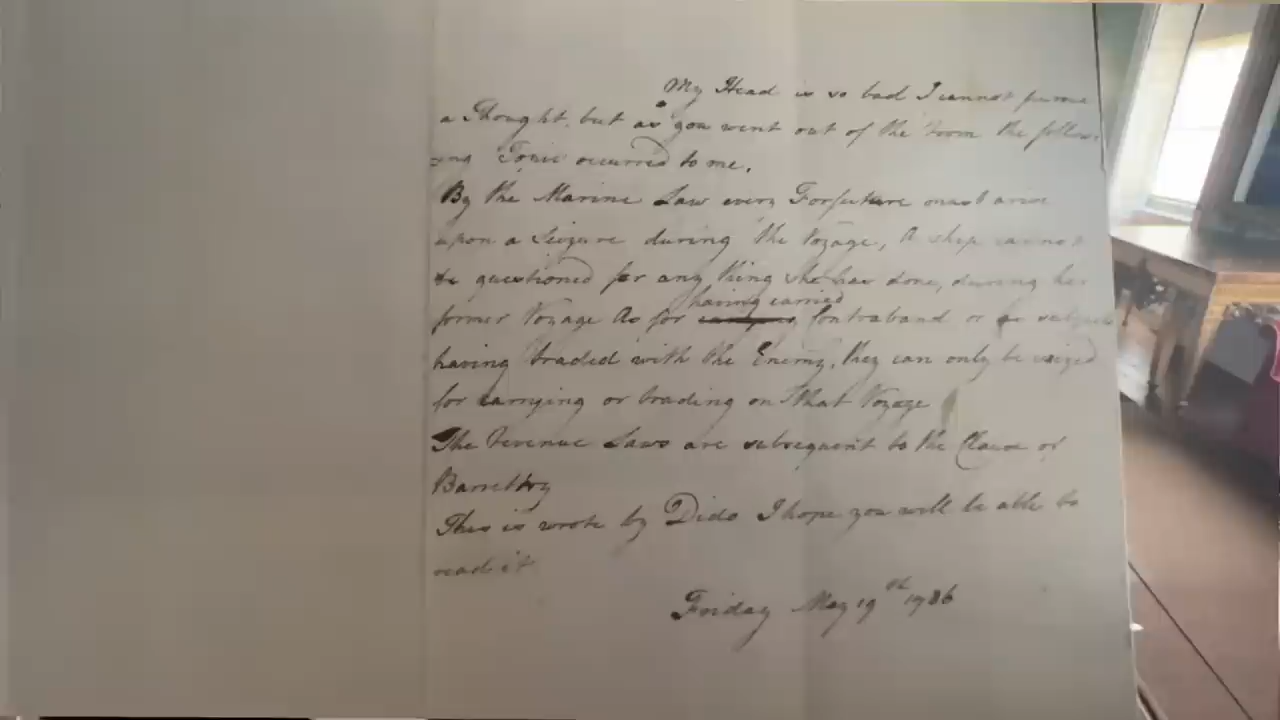 My Head is so bad I cannot pursue
a Thought, but as you went out of the room the follow-
ing Topic occurred to me.
By the Marine Law every Forfeiture must arise
upon a Seizure during the Voyage, A ship cannot
be questioned for any thing she has done, during her
former Voyage As for having carried Contraband or
having traded with the Enemy, they can only be seized
for carrying or trading on that Voyage
The Revenue Laws are subsequent to the Clause of
Barretry
This is wrote by Dido I hope you will be able to
read it
Friday May 19th 1786